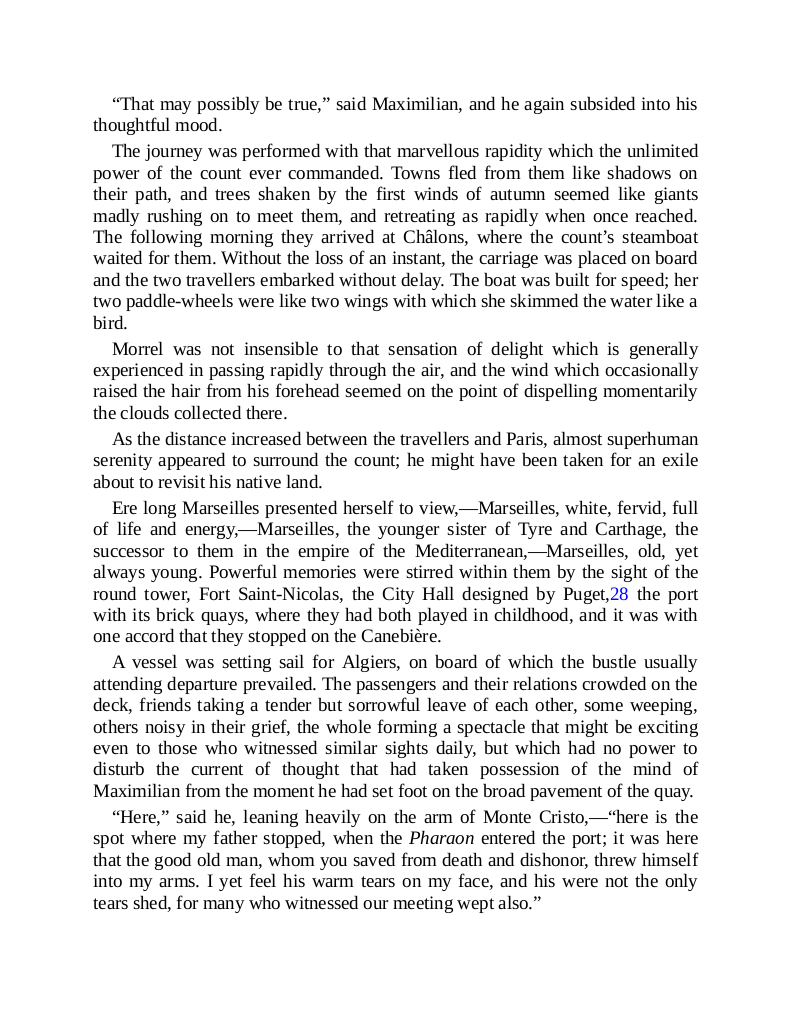 “That may possibly be true,” said Maximilian, and he again subsided into his
thoughtful mood.
The journey was performed with that marvellous rapidity which the unlimited
power of the count ever commanded. Towns fled from them like shadows on
their path, and trees shaken by the first winds of autumn seemed like giants
madly rushing on to meet them, and retreating as rapidly when once reached.
The following morning they arrived at Châlons, where the count’s steamboat
waited for them. Without the loss of an instant, the carriage was placed on board
and the two travellers embarked without delay. The boat was built for speed; her
two paddle-wheels were like two wings with which she skimmed the water like a
bird.
Morrel was not insensible to that sensation of delight which is generally
experienced in passing rapidly through the air, and the wind which occasionally
raised the hair from his forehead seemed on the point of dispelling momentarily
the clouds collected there.
As the distance increased between the travellers and Paris, almost superhuman
serenity appeared to surround the count; he might have been taken for an exile
about to revisit his native land.
Ere long Marseilles presented herself to view,—Marseilles, white, fervid, full
of life and energy,—Marseilles, the younger sister of Tyre and Carthage, the
successor to them in the empire of the Mediterranean,—Marseilles, old, yet
always young. Powerful memories were stirred within them by the sight of the
round tower, Fort Saint-Nicolas, the City Hall designed by Puget,28 the port
with its brick quays, where they had both played in childhood, and it was with
one accord that they stopped on the Canebière.
A vessel was setting sail for Algiers, on board of which the bustle usually
attending departure prevailed. The passengers and their relations crowded on the
deck, friends taking a tender but sorrowful leave of each other, some weeping,
others noisy in their grief, the whole forming a spectacle that might be exciting
even to those who witnessed similar sights daily, but which had no power to
disturb the current of thought that had taken possession of the mind of
Maximilian from the moment he had set foot on the broad pavement of the quay.
“Here,” said he, leaning heavily on the arm of Monte Cristo,—“here is the
spot where my father stopped, when the Pharaon entered the port; it was here
that the good old man, whom you saved from death and dishonor, threw himself
into my arms. I yet feel his warm tears on my face, and his were not the only
tears shed, for many who witnessed our meeting wept also.”